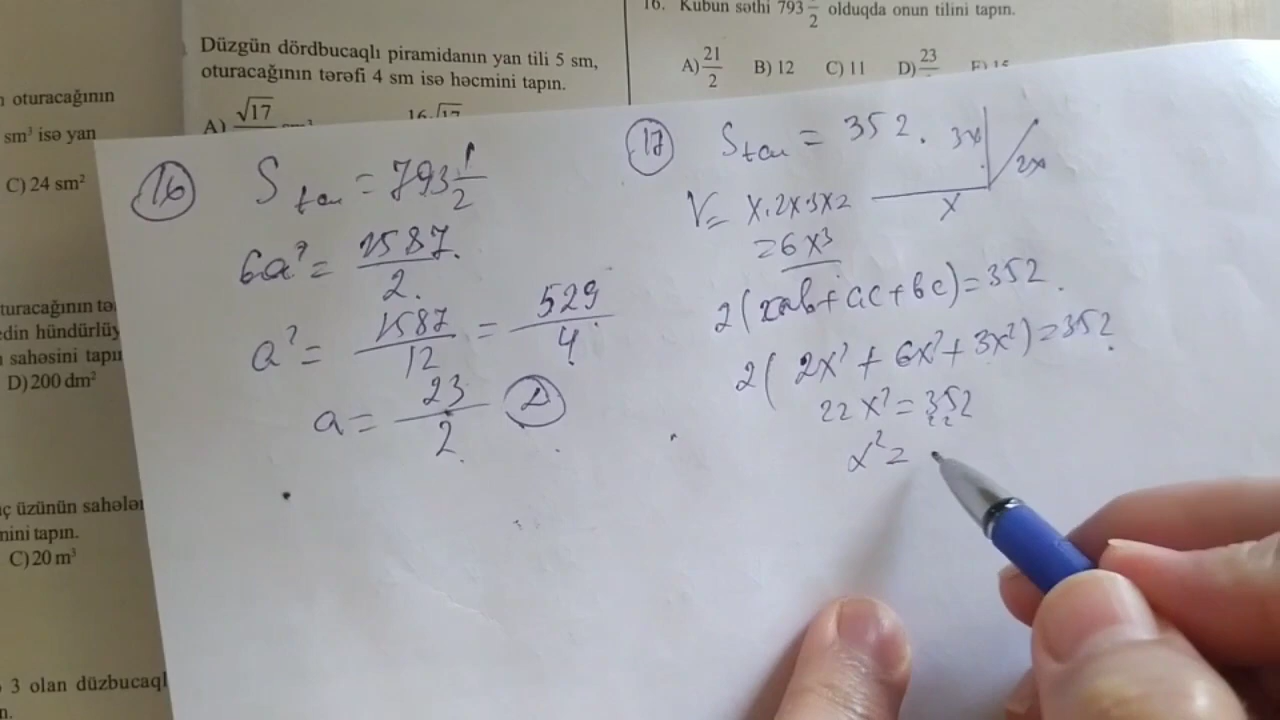 n oturacağının
sm³ isə yan
C) 24 sm²
turacağının tə
edin hündürlüy
sahəsini tapın
D) 200 dm²
ç üzünün sahələr
mini tapın.
C) 20 m³
3 olan düzbucaql
n.
Düzgün dördbucaqlı piramidanın yan tili 5 sm,
oturacağının tərəfi 4 sm isə həcmini tapın.
A) √17 16√17
16. Kubun səthi 793 1/2 olduqda onun tilini tapın.
A) 21/2 B) 12 C) 11 D) 23
16
S tam = 793 1/2
6a² = 1587/2.
a² = 1587/12 = 529/4
a = 23/2 D
17 S tam = 352. 3x 2x
V = x·2x·3x = x
= 6x³
2(ab+ac+bc)=352.
2(2x²+6x²+3x²)=352
22x²=352
x²=